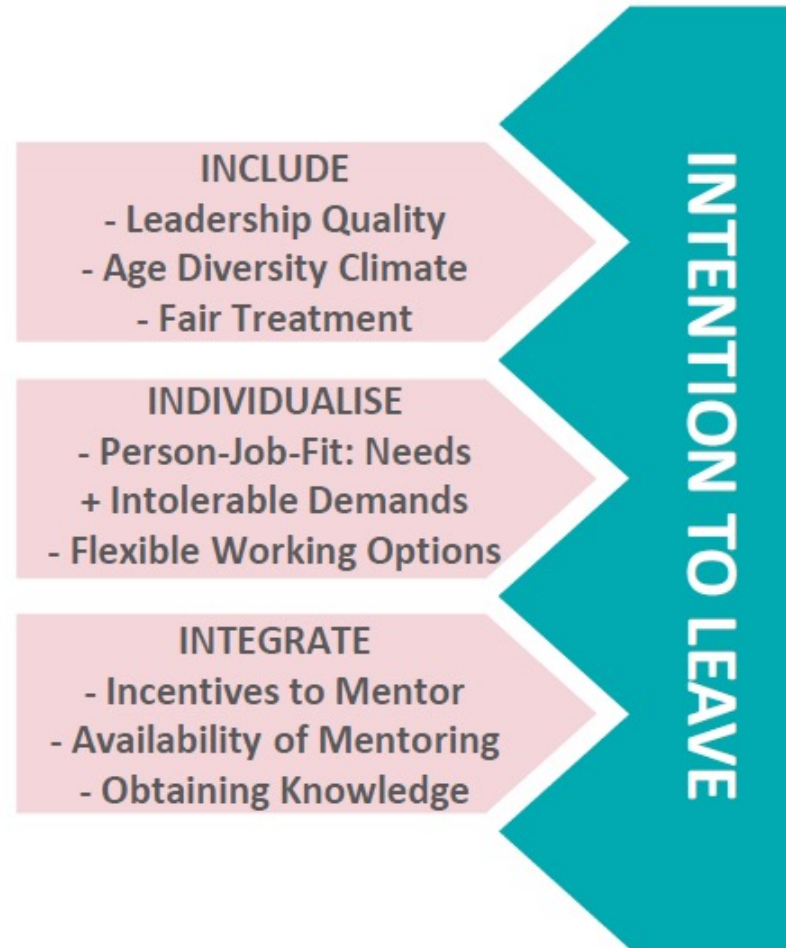 INCLUDE
- Leadership Quality
- Age Diversity Climate
- Fair Treatment
INDIVIDUALISE
- Person-Job-Fit: Needs
+ Intolerable Demands
- Flexible Working Options
INTEGRATE
- Incentives to Mentor
- Availability of Mentoring
- Obtaining Knowledge
INTENTION TO LEAVE